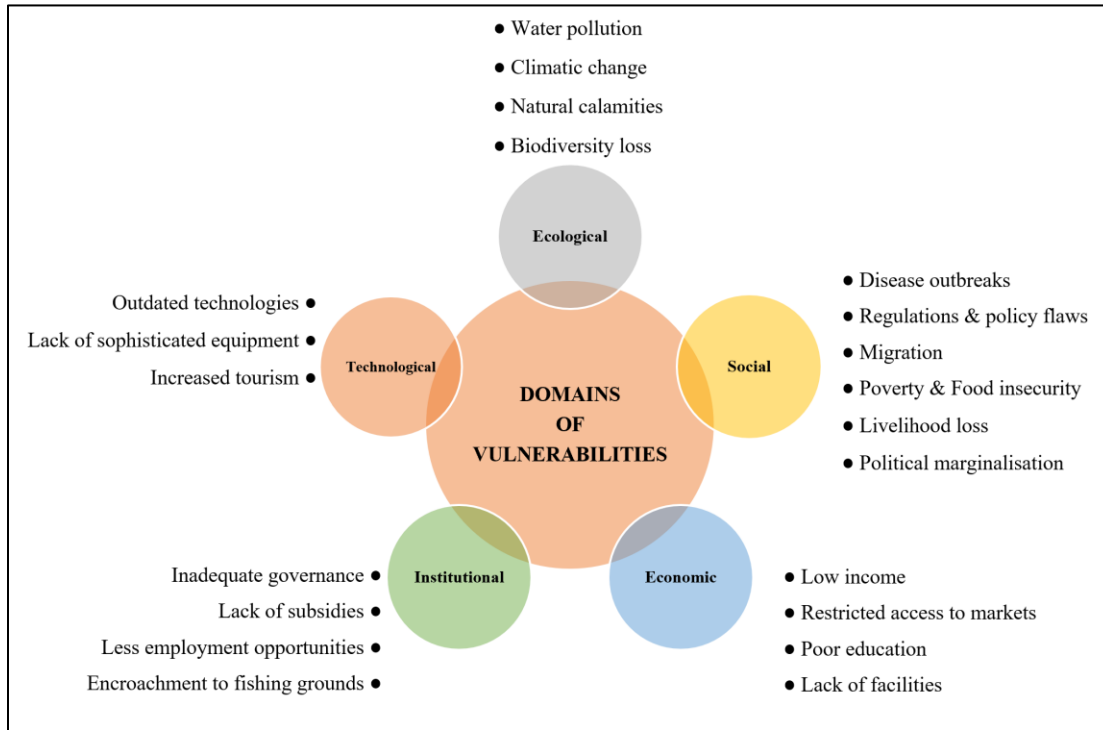 ● Water pollution
● Climatic change
● Natural calamities
● Biodiversity loss
Ecological
Outdated technologies ●
Lack of sophisticated equipment ●
Increased tourism ●
Technological
DOMAINS
OF
VULNERABILITIES
Social
● Disease outbreaks
● Regulations & policy flaws
● Migration
● Poverty & Food insecurity
● Livelihood loss
● Political marginalisation
Inadequate governance ●
Lack of subsidies ●
Less employment opportunities ●
Encroachment to fishing grounds ●
Institutional
Economic
● Low income
● Restricted access to markets
● Poor education
● Lack of facilities